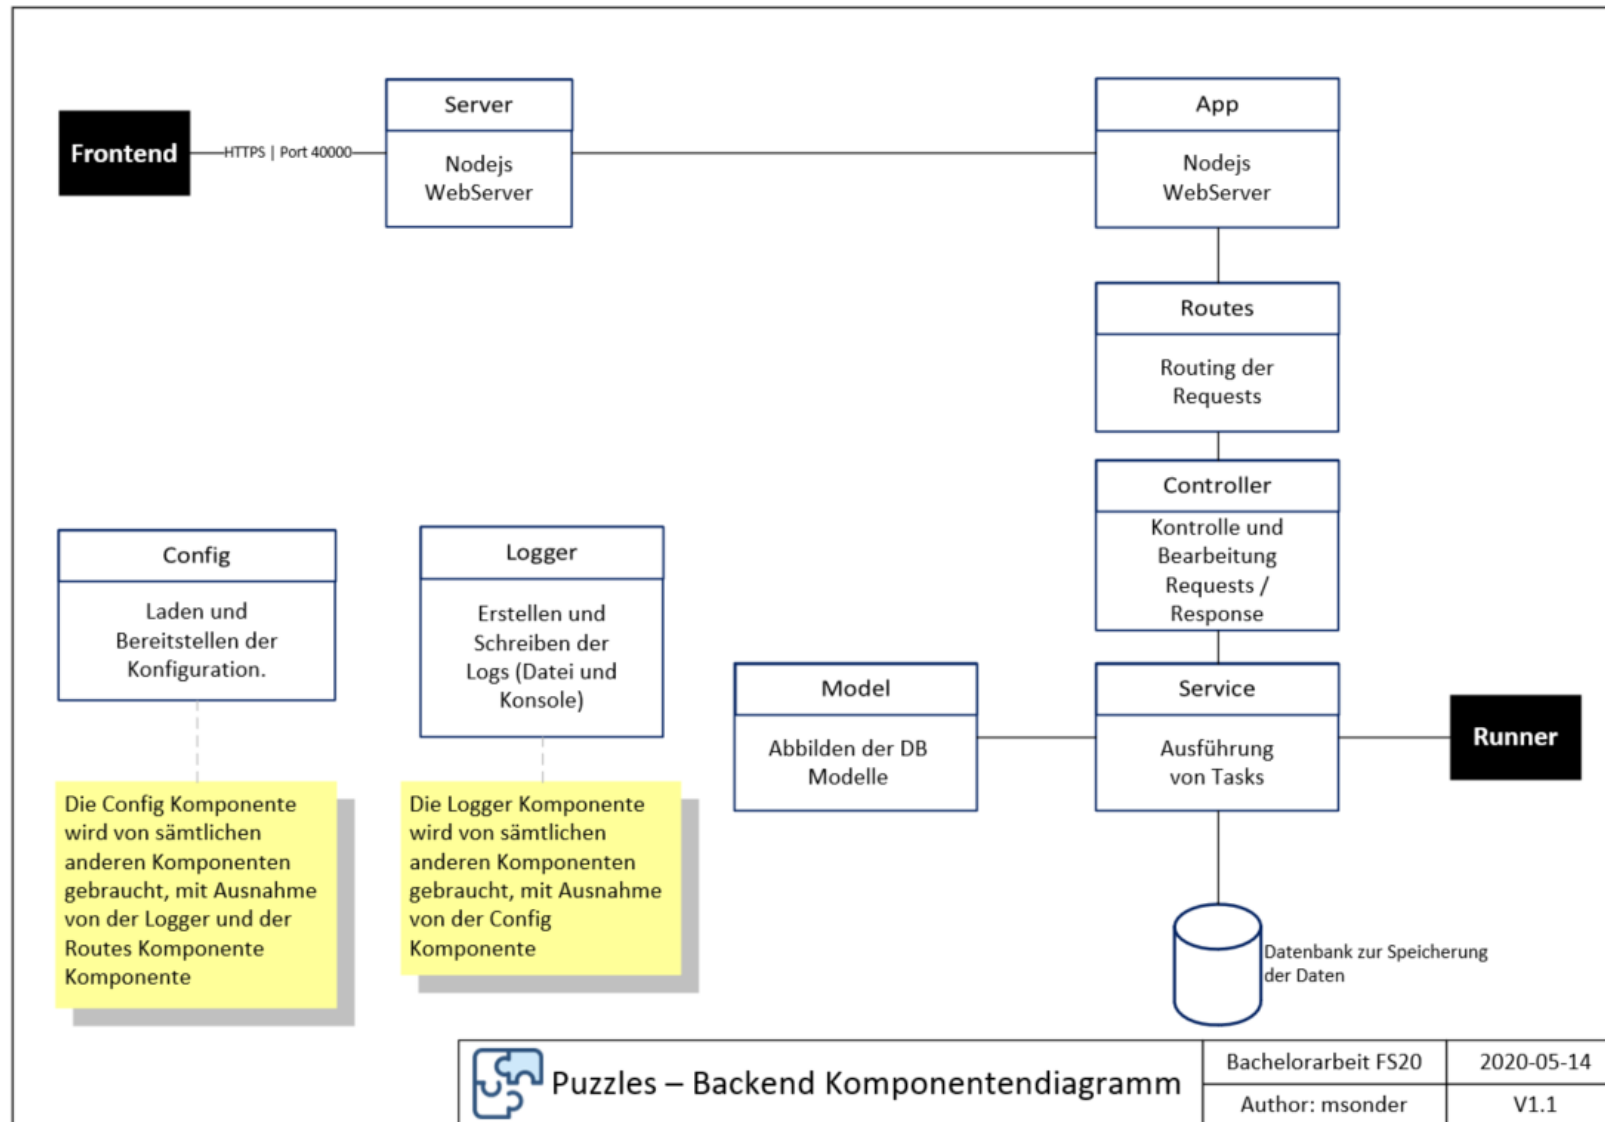 Frontend
HTTPS | Port 40000
Server
Nodejs
WebServer
App
Nodejs
WebServer
Routes
Routing der
Requests
Controller
Kontrolle und
Bearbeitung
Requests /
Response
Config
Laden und
Bereitstellen der
Konfiguration.
Logger
Erstellen und
Schreiben der
Logs (Datei und
Konsole)
Model
Abbilden der DB
Modelle
Service
Ausführung
von Tasks
Runner
Die Config Komponente
wird von sämtlichen
anderen Komponenten
gebraucht, mit Ausnahme
von der Logger und der
Routes Komponente
Komponente
Die Logger Komponente
wird von sämtlichen
anderen Komponenten
gebraucht, mit Ausnahme
von der Config
Komponente
Datenbank zur Speicherung
der Daten
Puzzles – Backend Komponentendiagramm
Bachelorarbeit FS20
2020-05-14
Author: msonder
V1.1